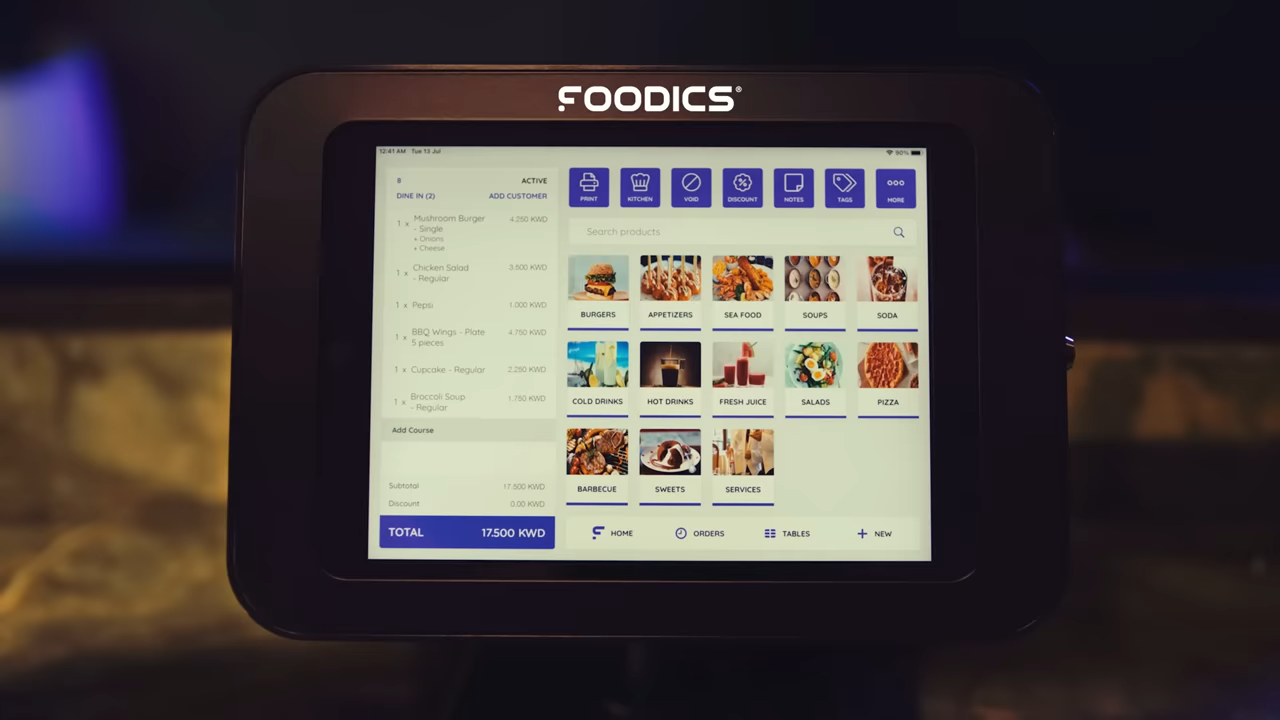 FOODICS®
12:41 AM Tue 13 Jul
90%
8 ACTIVE
DINE IN (2) ADD CUSTOMER
1 x Mushroom Burger 4.250 KWD
- Single
+ Onions
+ Cheese
1 x Chicken Salad 3.500 KWD
- Regular
1 x Pepsi 1.000 KWD
1 x BBQ Wings - Plate 4.750 KWD
5 pieces
1 x Cupcake - Regular 2.250 KWD
1 x Broccoli Soup 1.750 KWD
- Regular
Add Course
Subtotal 17.500 KWD
Discount 0.00 KWD
TOTAL 17.500 KWD
PRINT KITCHEN VOID DISCOUNT NOTES TAGS MORE
Search products
BURGERS APPETIZERS SEA FOOD SOUPS SODA
COLD DRINKS HOT DRINKS FRESH JUICE SALADS PIZZA
BARBECUE SWEETS SERVICES
HOME ORDERS TABLES NEW